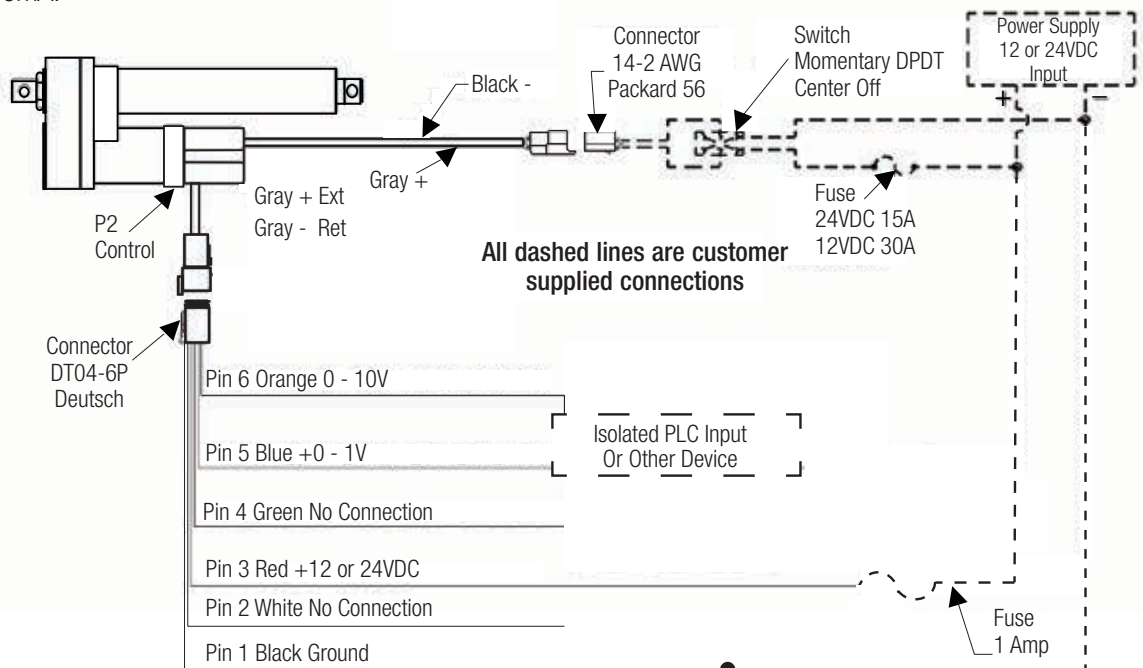 Power Supply
12 or 24VDC
Input
+
–
Connector
14-2 AWG
Packard 56
Switch
Momentary DPDT
Center Off
Black -
Gray +
Gray + Ext
Gray - Ret
P2
Control
Fuse
24VDC 15A
12VDC 30A
All dashed lines are customer
supplied connections
Connector
DT04-6P
Deutsch
Pin 6 Orange 0 - 10V
Isolated PLC Input
Or Other Device
Pin 5 Blue +0 - 1V
Pin 4 Green No Connection
Pin 3 Red +12 or 24VDC
Pin 2 White No Connection
Fuse
1 Amp
Pin 1 Black Ground